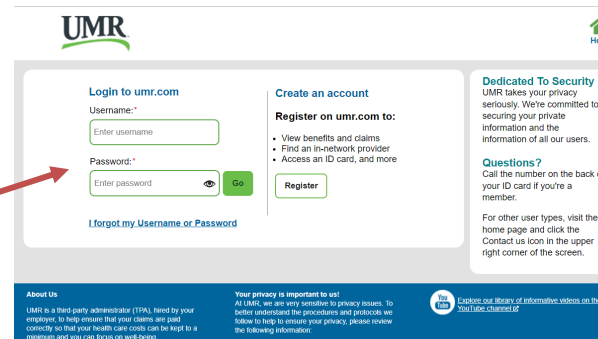 UMR
Login to umr.com
Username:*
Enter username
Password:*
Enter password
Go
I forgot my Username or Password
Create an account
Register on umr.com to:
• View benefits and claims
• Find an in-network provider
• Access an ID card, and more
Register
Dedicated To Security
UMR takes your privacy
seriously. We're committed to
securing your private
information and the
information of all our users.
Questions?
Call the number on the back
your ID card if you're a
member.
For other user types, visit the
home page and click the
Contact us icon in the upper
right corner of the screen.
About Us
UMR is a third-party administrator (TPA), hired by your
employer, to help ensure that your claims are paid
correctly so that your health care costs can be kept to a
minimum and you can focus on well-being
Your privacy is important to us!
At UMR, we are very sensitive to privacy issues. To
better understand the procedures and protocols we
follow to help to ensure your privacy, please review
the following information:
You
Tube
Explore our library of informative videos on the
YouTube channel